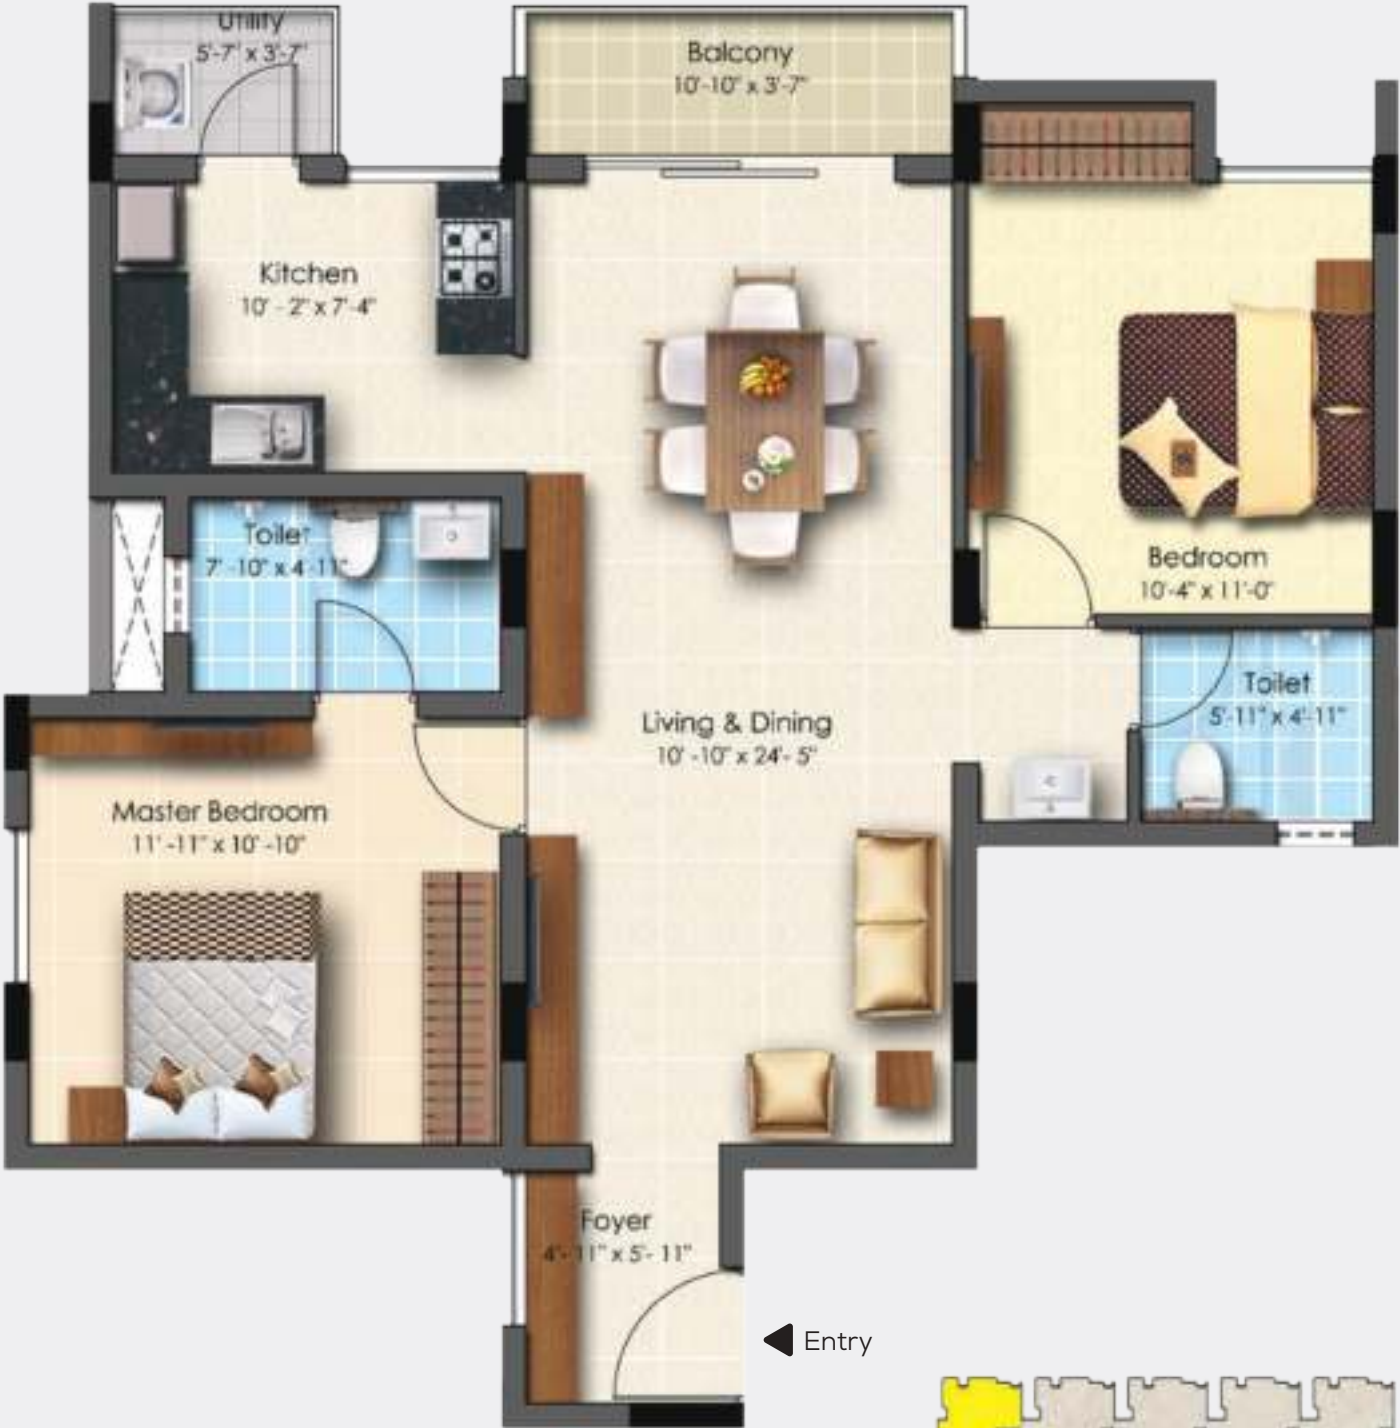 Utility
5'-7" x 3'-7"
Balcony
10'-10" x 3'-7"
Kitchen
10' - 2" x 7'-4"
Toilet
7' -10" x 4'-11"
Bedroom
10'-4" x 11'-0"
Toilet
5'-11" x 4'-11"
Living & Dining
10' -10" x 24'- 5"
Master Bedroom
11' -11" x 10' -10"
Foyer
4'- 11" x 5'- 11"
Entry